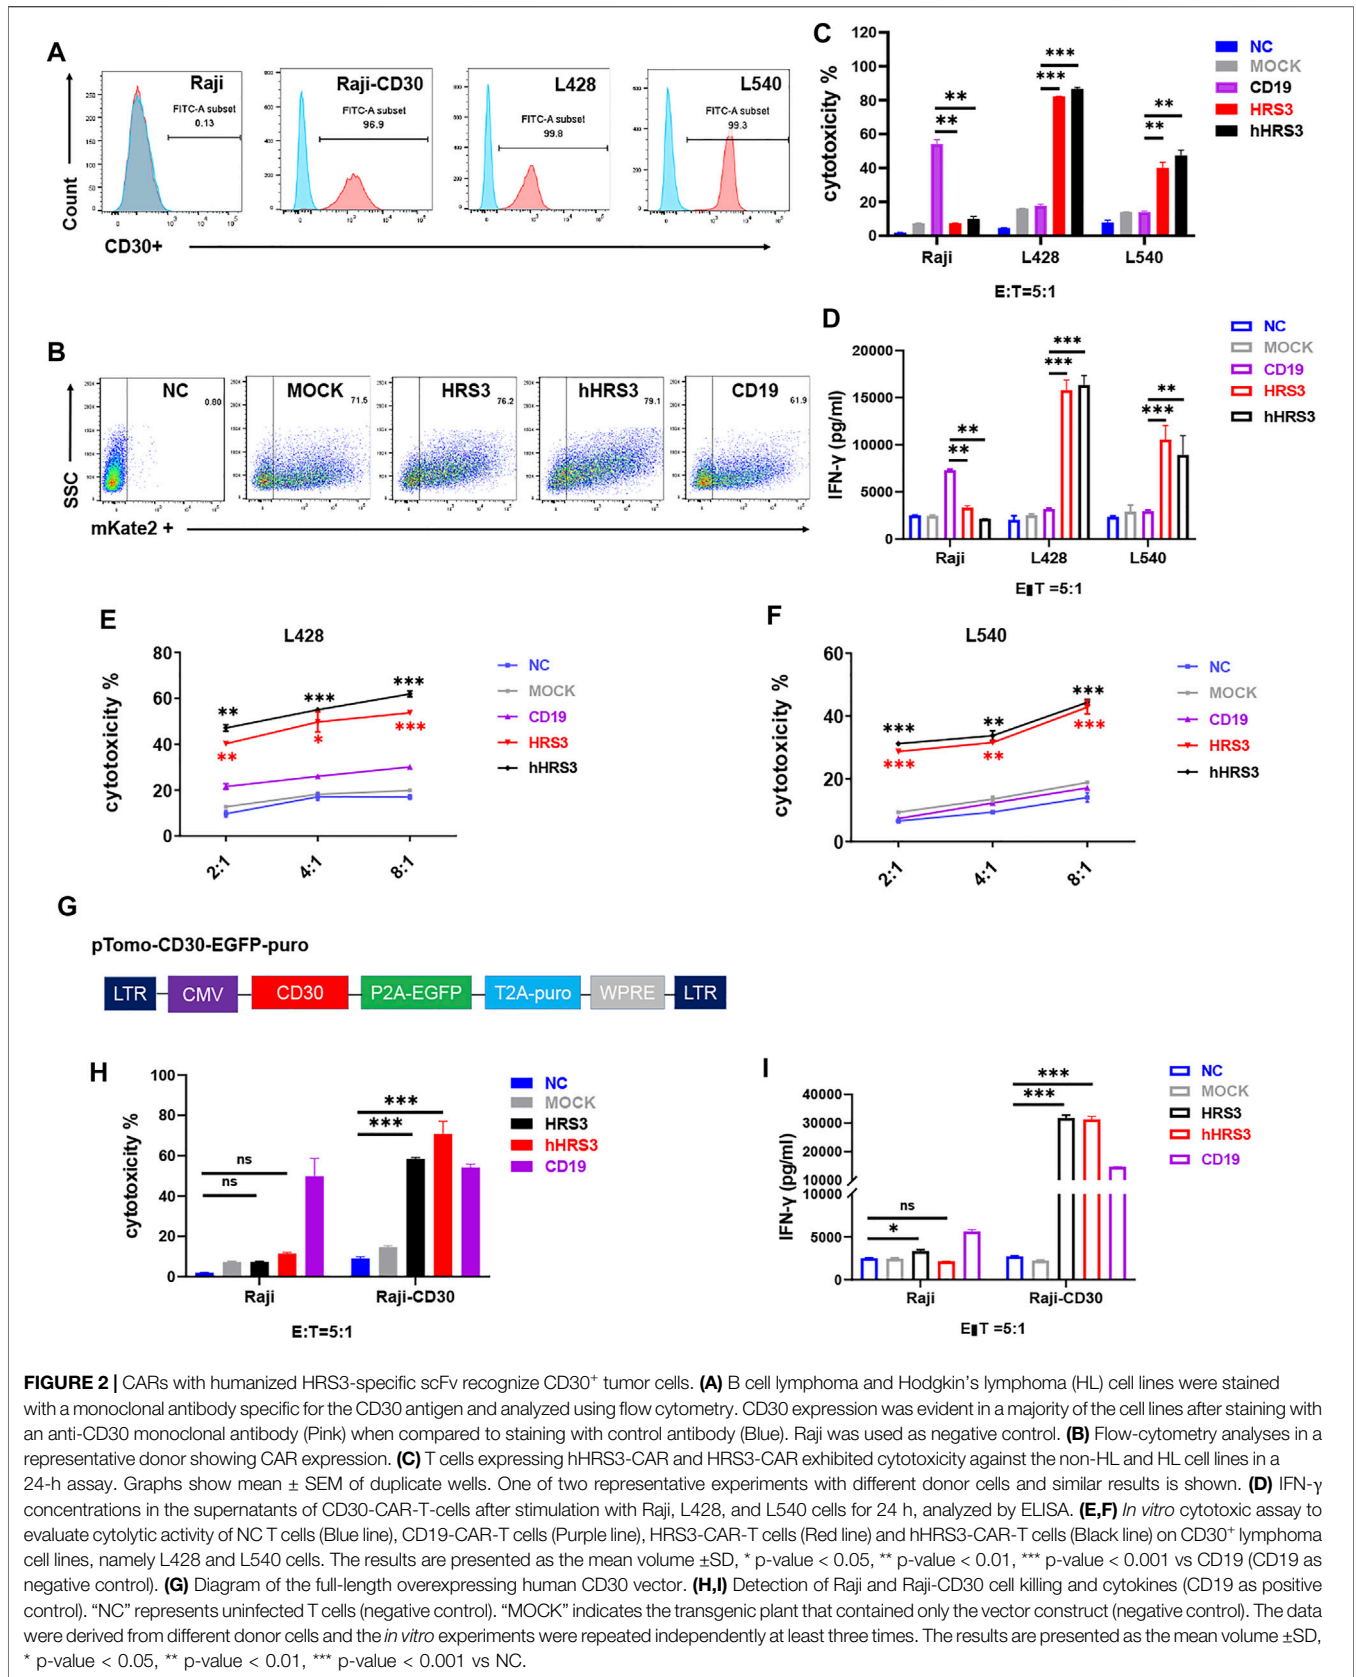 A
Raji
Raji-CD30
L428
L540
FITC-A subset
0.13
FITC-A subset
96.9
FITC-A subset
99.8
FITC-A subset
99.3
Count
CD30+
B
NC
0.80
MOCK
71.5
HRS3
76.2
hHRS3
79.1
CD19
61.9
SSC
mKate2 +
C
cytotoxicity %
120
100
80
60
40
20
0
** **
*** ***
** **
Raji L428 L540
E:T=5:1
NC
MOCK
CD19
HRS3
hHRS3
D
IFN-γ (pg/ml)
20000
15000
10000
5000
0
** **
*** ***
*** **
Raji L428 L540
E▮T =5:1
NC
MOCK
CD19
HRS3
hHRS3
E
L428
cytotoxicity %
80
60
40
20
0
** *** ***
** * ***
2:1 4:1 8:1
NC
MOCK
CD19
HRS3
hHRS3
F
L540
cytotoxicity %
60
40
20
0
*** ** ***
*** ** ***
2:1 4:1 8:1
NC
MOCK
CD19
HRS3
hHRS3
G
pTomo-CD30-EGFP-puro
LTR CMV CD30 P2A-EGFP T2A-puro WPRE LTR
H
cytotoxicity %
100
80
60
40
20
0
ns
ns
***
***
Raji Raji-CD30
E:T=5:1
NC
MOCK
HRS3
hHRS3
CD19
I
IFN-γ (pg/ml)
40000
30000
20000
10000
10000
5000
0
ns
*
***
***
Raji Raji-CD30
E▮T =5:1
NC
MOCK
HRS3
hHRS3
CD19
FIGURE 2 | CARs with humanized HRS3-specific scFv recognize CD30⁺ tumor cells. (A) B cell lymphoma and Hodgkin's lymphoma (HL) cell lines were stained
with a monoclonal antibody specific for the CD30 antigen and analyzed using flow cytometry. CD30 expression was evident in a majority of the cell lines after staining with
an anti-CD30 monoclonal antibody (Pink) when compared to staining with control antibody (Blue). Raji was used as negative control. (B) Flow-cytometry analyses in a
representative donor showing CAR expression. (C) T cells expressing hHRS3-CAR and HRS3-CAR exhibited cytotoxicity against the non-HL and HL cell lines in a
24-h assay. Graphs show mean ± SEM of duplicate wells. One of two representative experiments with different donor cells and similar results is shown. (D) IFN-γ
concentrations in the supernatants of CD30-CAR-T-cells after stimulation with Raji, L428, and L540 cells for 24 h, analyzed by ELISA. (E,F) In vitro cytotoxic assay to
evaluate cytolytic activity of NC T cells (Blue line), CD19-CAR-T cells (Purple line), HRS3-CAR-T cells (Red line) and hHRS3-CAR-T cells (Black line) on CD30⁺ lymphoma
cell lines, namely L428 and L540 cells. The results are presented as the mean volume ±SD, * p-value < 0.05, ** p-value < 0.01, *** p-value < 0.001 vs CD19 (CD19 as
negative control). (G) Diagram of the full-length overexpressing human CD30 vector. (H,I) Detection of Raji and Raji-CD30 cell killing and cytokines (CD19 as positive
control). “NC” represents uninfected T cells (negative control). “MOCK” indicates the transgenic plant that contained only the vector construct (negative control). The data
were derived from different donor cells and the in vitro experiments were repeated independently at least three times. The results are presented as the mean volume ±SD,
* p-value < 0.05, ** p-value < 0.01, *** p-value < 0.001 vs NC.